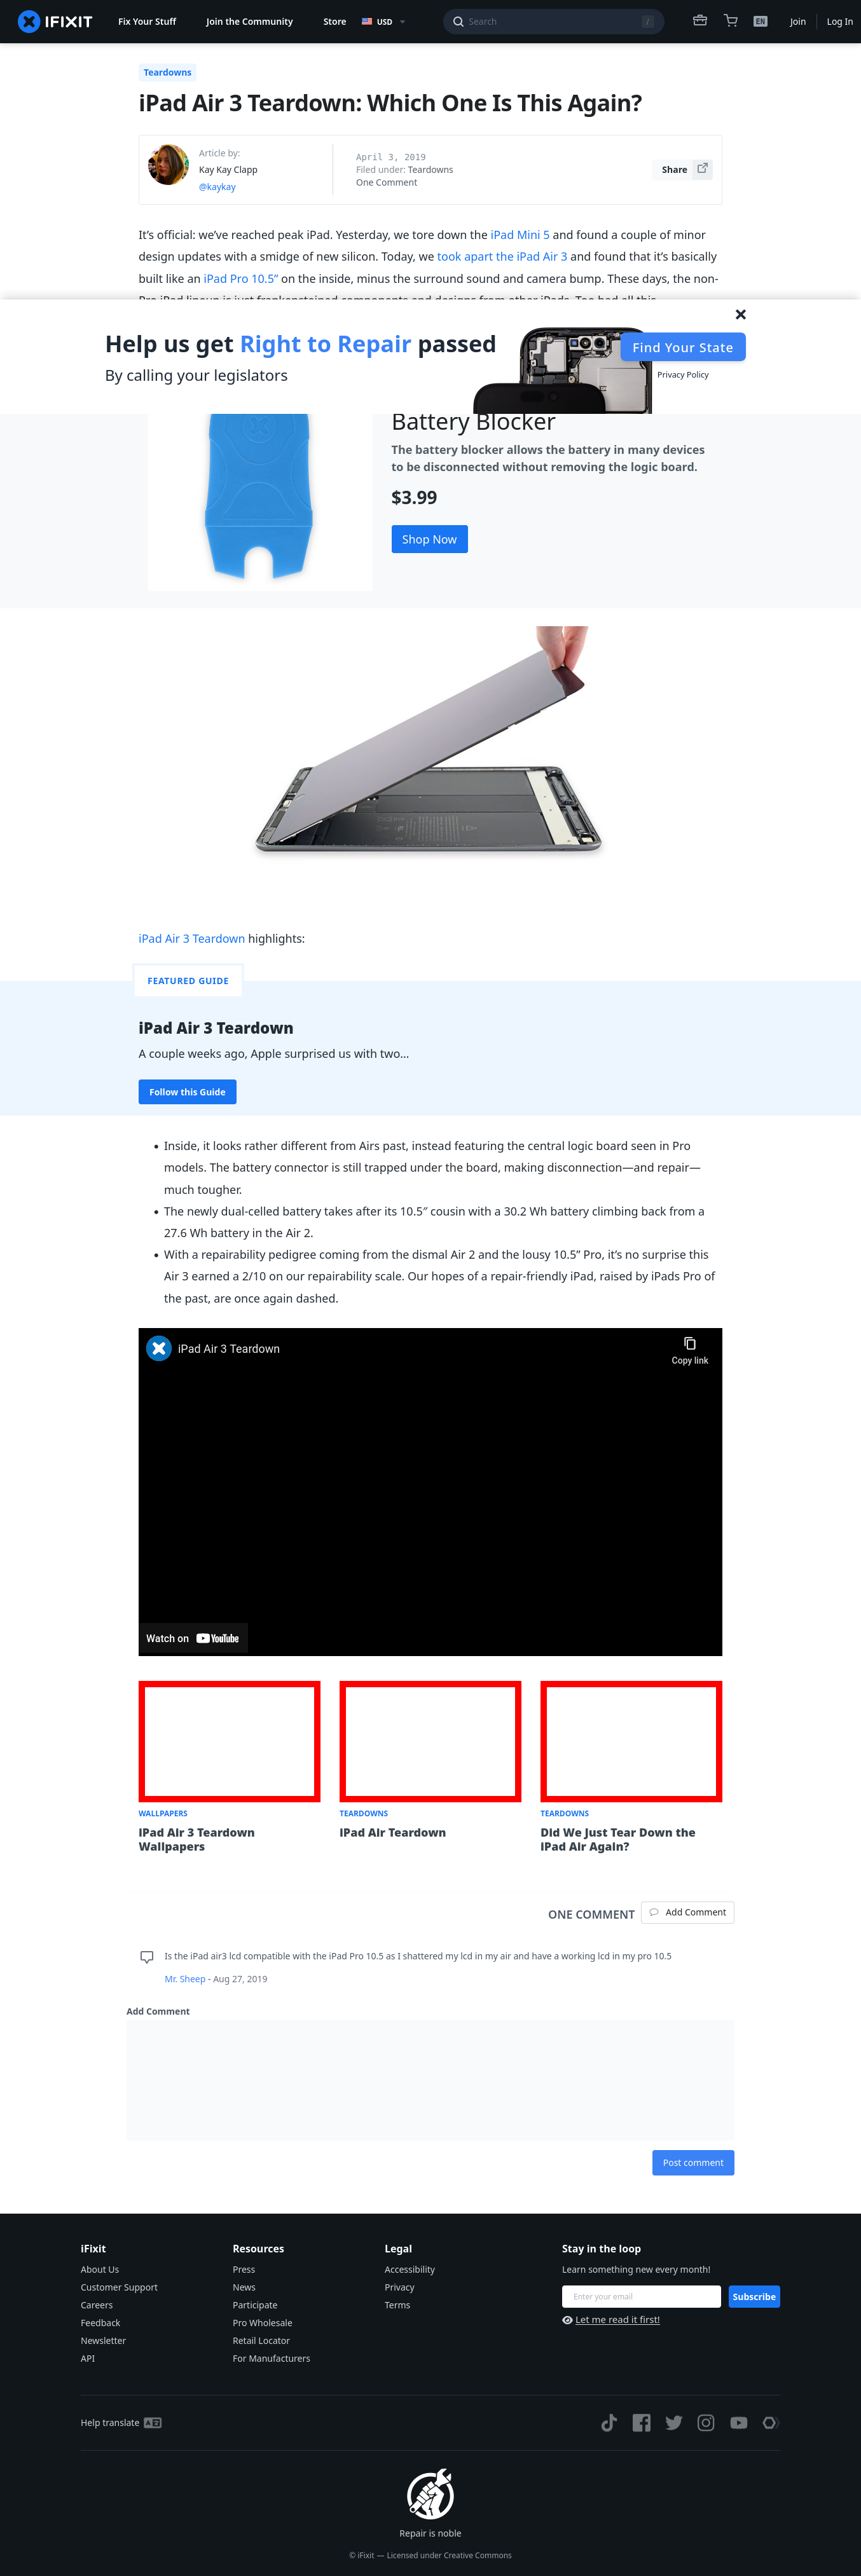 IFIXIT
Fix Your Stuff
Join the Community
Store
USD
Search
/
EN
Join
Log In
Teardowns
iPad Air 3 Teardown: Which One Is This Again?
Article by:
Kay Kay Clapp
@kaykay
April 3, 2019
Filed under: Teardowns
One Comment
Share
It’s official: we’ve reached peak iPad. Yesterday, we tore down the iPad Mini 5 and found a couple of minor
design updates with a smidge of new silicon. Today, we took apart the iPad Air 3 and found that it’s basically
built like an iPad Pro 10.5” on the inside, minus the surround sound and camera bump. These days, the non-
Help us get Right to Repair passed
By calling your legislators
Find Your State
Privacy Policy
Battery Blocker
The battery blocker allows the battery in many devices
to be disconnected without removing the logic board.
$3.99
Shop Now
iPad Air 3 Teardown highlights:
FEATURED GUIDE
iPad Air 3 Teardown
A couple weeks ago, Apple surprised us with two…
Follow this Guide
• Inside, it looks rather different from Airs past, instead featuring the central logic board seen in Pro
models. The battery connector is still trapped under the board, making disconnection—and repair—
much tougher.
• The newly dual-celled battery takes after its 10.5″ cousin with a 30.2 Wh battery climbing back from a
27.6 Wh battery in the Air 2.
• With a repairability pedigree coming from the dismal Air 2 and the lousy 10.5” Pro, it’s no surprise this
Air 3 earned a 2/10 on our repairability scale. Our hopes of a repair-friendly iPad, raised by iPads Pro of
the past, are once again dashed.
iPad Air 3 Teardown
Copy link
Watch on YouTube
WALLPAPERS
iPad Air 3 Teardown
Wallpapers
TEARDOWNS
iPad Air Teardown
TEARDOWNS
Did We Just Tear Down the
iPad Air Again?
ONE COMMENT
Add Comment
Is the iPad air3 lcd compatible with the iPad Pro 10.5 as I shattered my lcd in my air and have a working lcd in my pro 10.5
Mr. Sheep - Aug 27, 2019
Add Comment
Post comment
iFixit
About Us
Customer Support
Careers
Feedback
Newsletter
API
Resources
Press
News
Participate
Pro Wholesale
Retail Locator
For Manufacturers
Legal
Accessibility
Privacy
Terms
Stay in the loop
Learn something new every month!
Enter your email
Subscribe
Let me read it first!
Help translate
Repair is noble
© iFixit — Licensed under Creative Commons